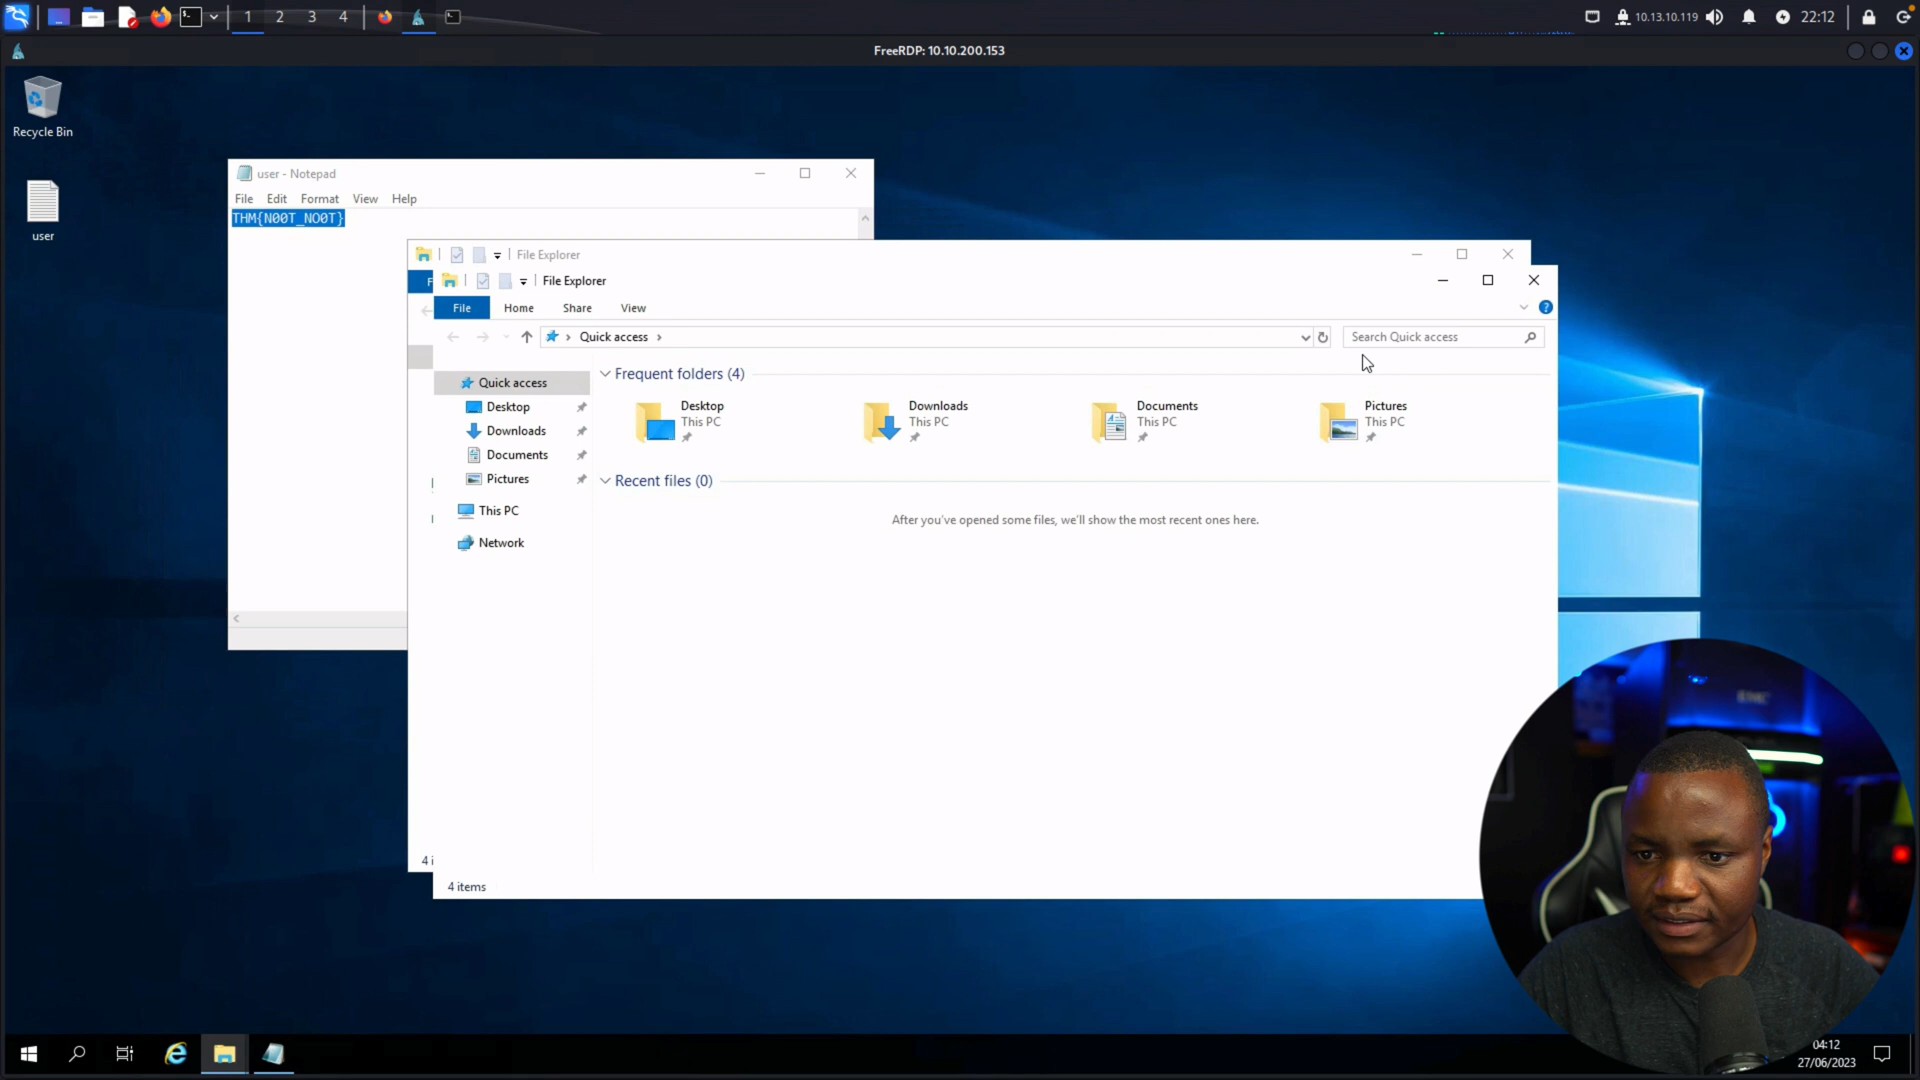 1 2 3 4
10.13.10.119
22:12
FreeRDP: 10.10.200.153
Recycle Bin
user
user - Notepad
File Edit Format View Help
THM{N00T_NO0T}
File Explorer
F
File Explorer
File Home Share View
Quick access
Search Quick access
Quick access
Desktop
Downloads
Documents
Pictures
This PC
Network
Frequent folders (4)
Desktop
This PC
Downloads
This PC
Documents
This PC
Pictures
This PC
Recent files (0)
After you've opened some files, we'll show the most recent ones here.
4 i
4 items
04:12
27/06/2023